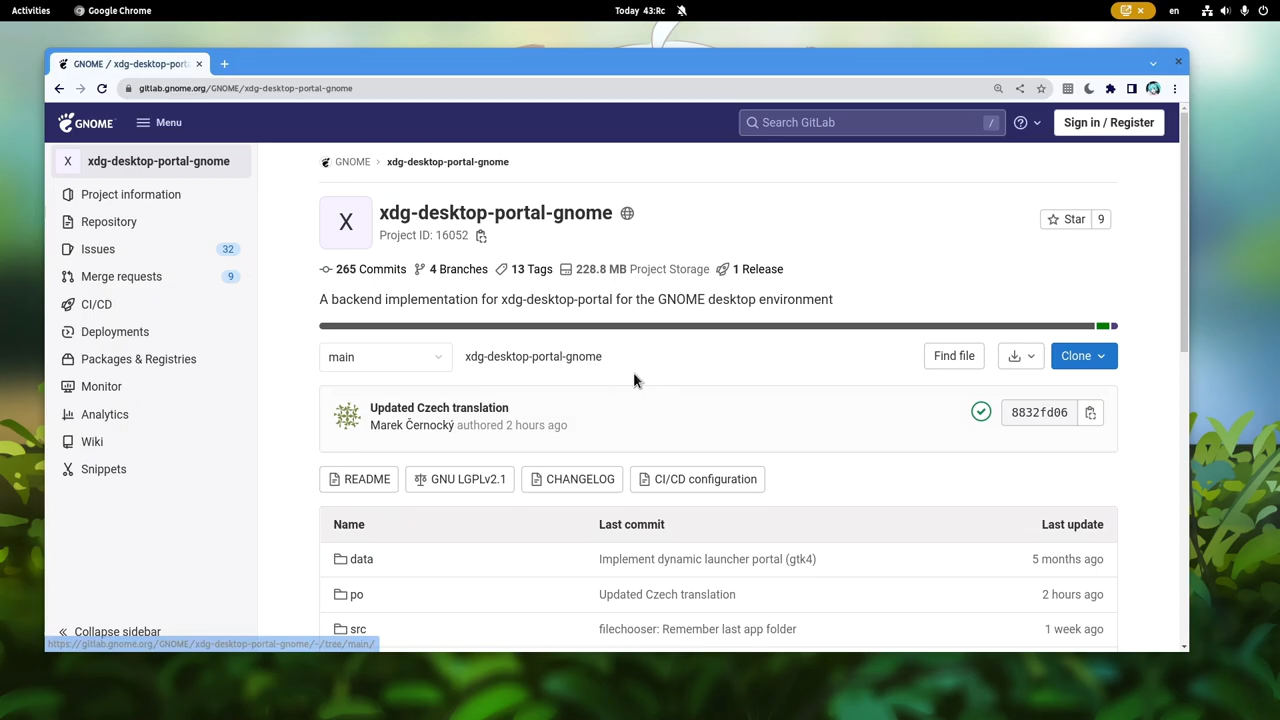 Activities Google Chrome Today 43:Rc en
GNOME / xdg-desktop-port
gitlab.gnome.org/GNOME/xdg-desktop-portal-gnome
GNOME Menu Search GitLab / Sign in / Register
X xdg-desktop-portal-gnome
Project information
Repository
Issues 32
Merge requests 9
CI/CD
Deployments
Packages & Registries
Monitor
Analytics
Wiki
Snippets
Collapse sidebar
https://gitlab.gnome.org/GNOME/xdg-desktop-portal-gnome/-/tree/main/
GNOME › xdg-desktop-portal-gnome
X xdg-desktop-portal-gnome
Project ID: 16052
Star 9
265 Commits 4 Branches 13 Tags 228.8 MB Project Storage 1 Release
A backend implementation for xdg-desktop-portal for the GNOME desktop environment
main xdg-desktop-portal-gnome Find file Clone
Updated Czech translation
Marek Černocký authored 2 hours ago
8832fd06
README GNU LGPLv2.1 CHANGELOG CI/CD configuration
Name Last commit Last update
data Implement dynamic launcher portal (gtk4) 5 months ago
po Updated Czech translation 2 hours ago
src filechooser: Remember last app folder 1 week ago